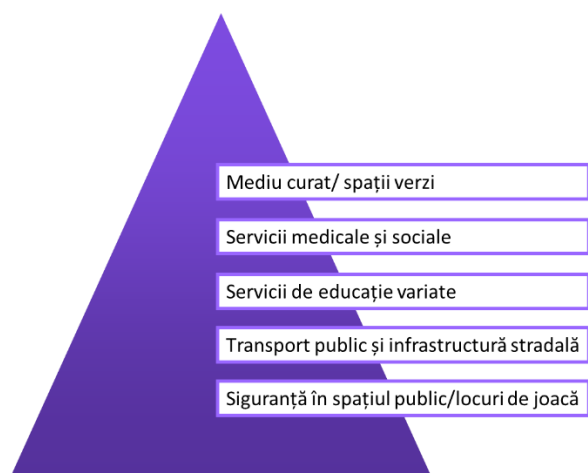 Mediu curat/ spații verzi
Servicii medicale și sociale
Servicii de educație variate
Transport public și infrastructură stradală
Siguranță în spațiul public/locuri de joacă